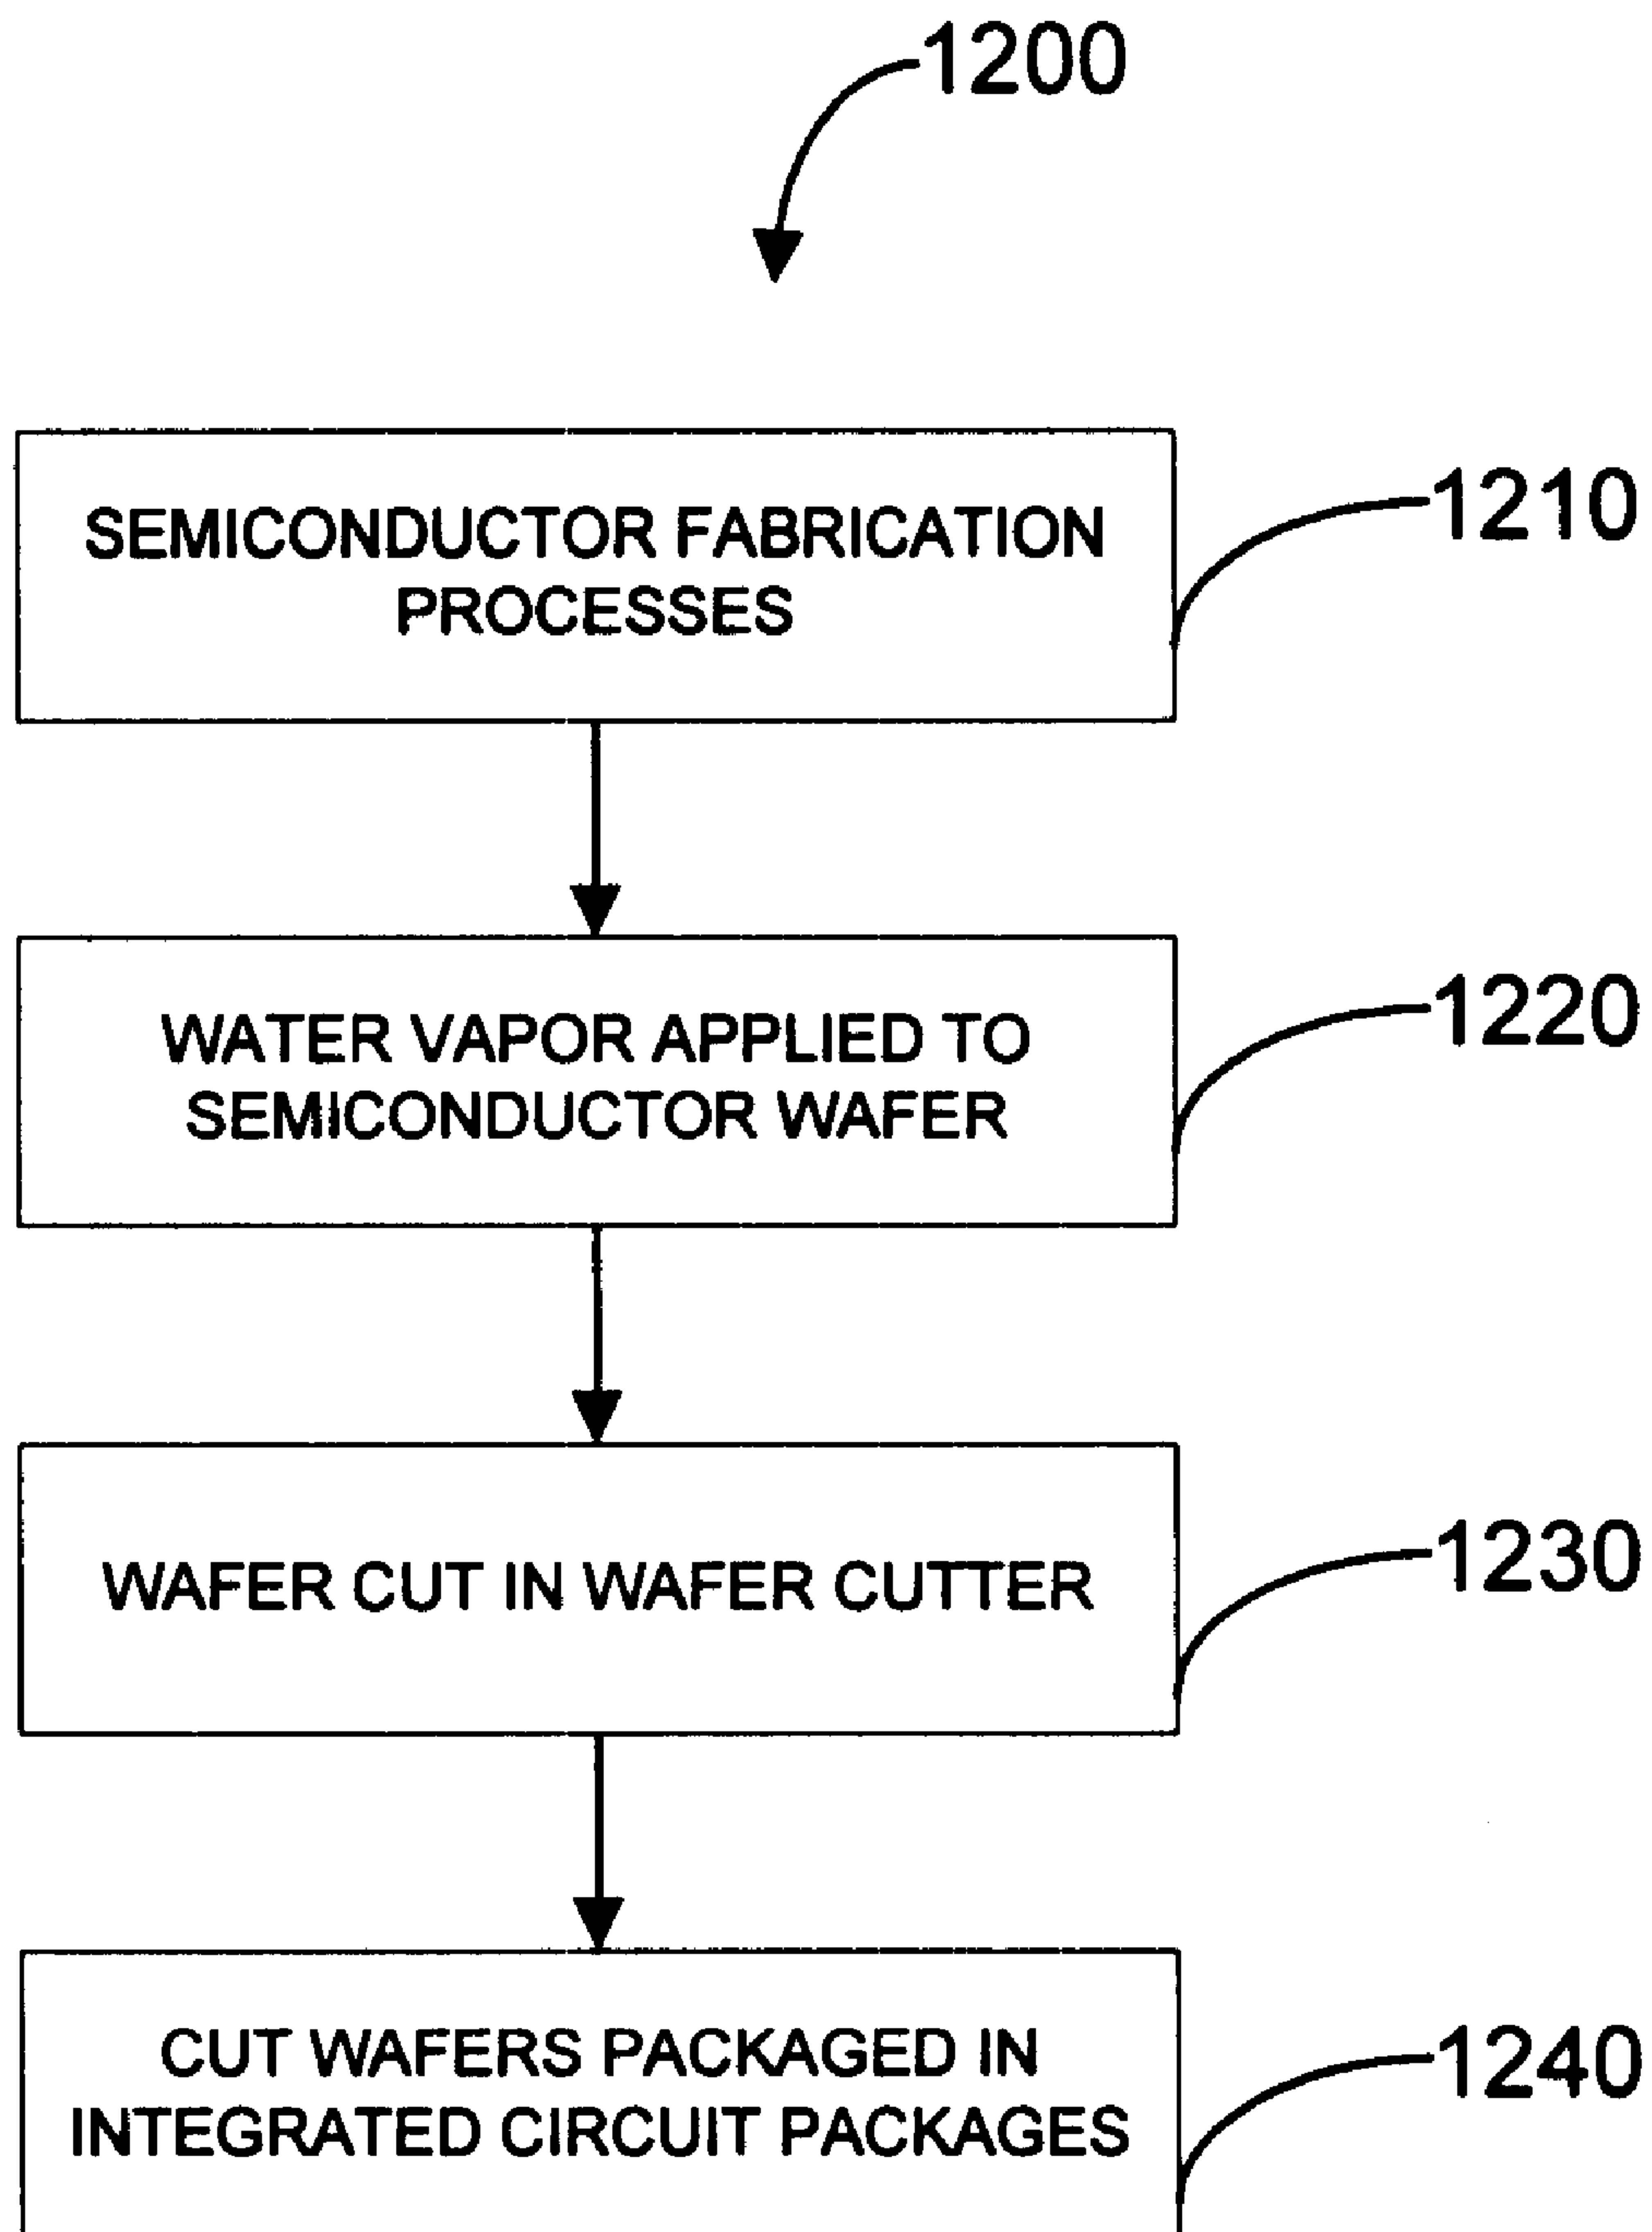 1200
SEMICONDUCTOR FABRICATION
PROCESSES
1210
WATER VAPOR APPLIED TO
SEMICONDUCTOR WAFER
1220
WAFER CUT IN WAFER CUTTER
1230
CUT WAFERS PACKAGED IN
INTEGRATED CIRCUIT PACKAGES
1240